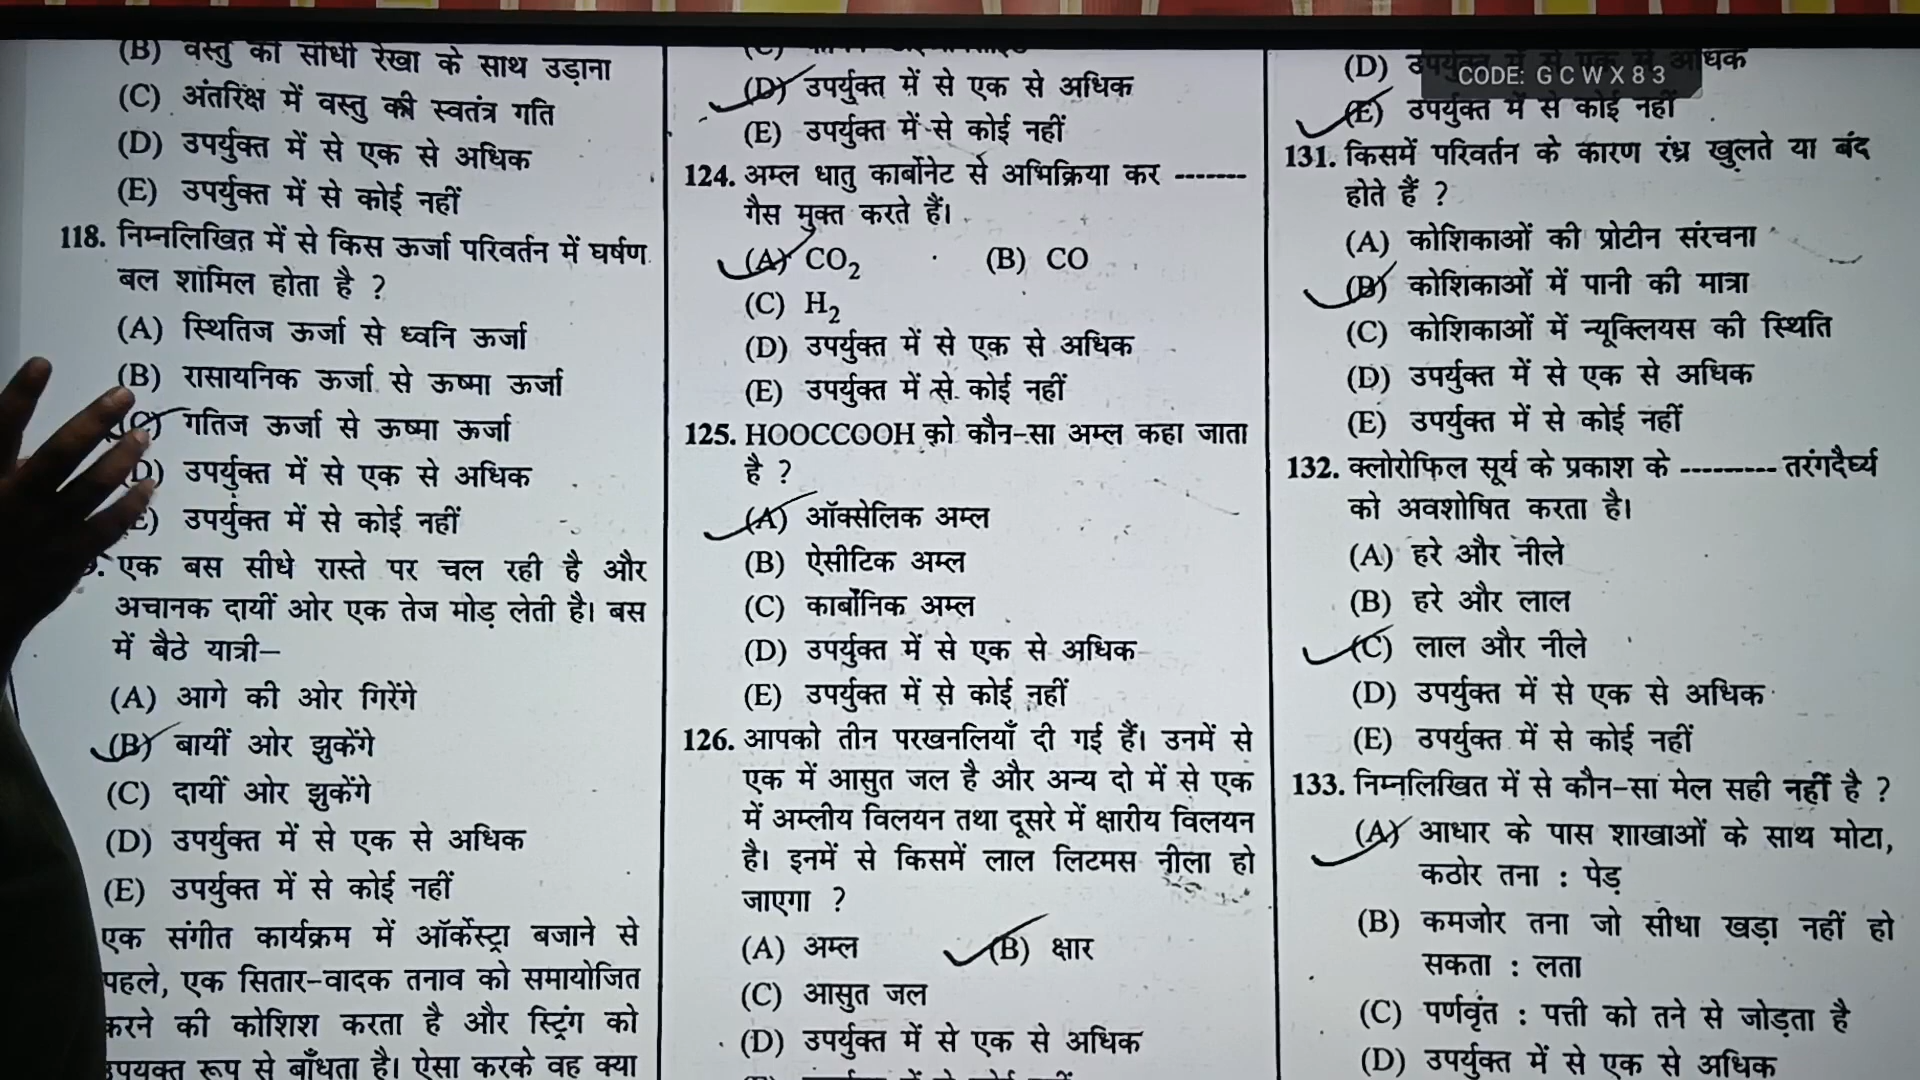 (B) वस्तु को सीधी रेखा के साथ उड़ाना
(C) अंतरिक्ष में वस्तु की स्वतंत्र गति
(D) उपर्युक्त में से एक से अधिक
(E) उपर्युक्त में से कोई नहीं
118. निम्नलिखित में से किस ऊर्जा परिवर्तन में घर्षण
बल शामिल होता है ?
(A) स्थितिज ऊर्जा से ध्वनि ऊर्जा
(B) रासायनिक ऊर्जा से ऊष्मा ऊर्जा
(C) गतिज ऊर्जा से ऊष्मा ऊर्जा
(D) उपर्युक्त में से एक से अधिक
(E) उपर्युक्त में से कोई नहीं
एक बस सीधे रास्ते पर चल रही है और
अचानक दायीं ओर एक तेज मोड़ लेती है। बस
में बैठे यात्री–
(A) आगे की ओर गिरेंगे
(B) बायीं ओर झुकेंगे
(C) दायीं ओर झुकेंगे
(D) उपर्युक्त में से एक से अधिक
(E) उपर्युक्त में से कोई नहीं
एक संगीत कार्यक्रम में ऑर्केस्ट्रा बजाने से
पहले, एक सितार-वादक तनाव को समायोजित
करने की कोशिश करता है और स्ट्रिंग को
उपयुक्त रूप से बाँधता है। ऐसा करके वह क्या
(D) उपर्युक्त में से एक से अधिक
(E) उपर्युक्त में से कोई नहीं
124. अम्ल धातु कार्बोनेट से अभिक्रिया कर -------
गैस मुक्त करते हैं।
(A) CO₂ (B) CO
(C) H₂
(D) उपर्युक्त में से एक से अधिक
(E) उपर्युक्त में से कोई नहीं
125. HOOCCOOH को कौन-सा अम्ल कहा जाता
है ?
(A) ऑक्सेलिक अम्ल
(B) ऐसीटिक अम्ल
(C) कार्बोनिक अम्ल
(D) उपर्युक्त में से एक से अधिक
(E) उपर्युक्त में से कोई नहीं
126. आपको तीन परखनलियाँ दी गई हैं। उनमें से
एक में आसुत जल है और अन्य दो में से एक
में अम्लीय विलयन तथा दूसरे में क्षारीय विलयन
है। इनमें से किसमें लाल लिटमस नीला हो
जाएगा ?
(A) अम्ल (B) क्षार
(C) आसुत जल
(D) उपर्युक्त में से एक से अधिक
(D) उपर्युक्त में से एक से अधिक
CODE: GCWX83
(E) उपर्युक्त में से कोई नहीं
131. किसमें परिवर्तन के कारण रंध्र खुलते या बंद
होते हैं ?
(A) कोशिकाओं की प्रोटीन संरचना
(B) कोशिकाओं में पानी की मात्रा
(C) कोशिकाओं में न्यूक्लियस की स्थिति
(D) उपर्युक्त में से एक से अधिक
(E) उपर्युक्त में से कोई नहीं
132. क्लोरोफिल सूर्य के प्रकाश के --------- तरंगदैर्घ्य
को अवशोषित करता है।
(A) हरे और नीले
(B) हरे और लाल
(C) लाल और नीले
(D) उपर्युक्त में से एक से अधिक
(E) उपर्युक्त में से कोई नहीं
133. निम्नलिखित में से कौन-सा मेल सही नहीं है ?
(A) आधार के पास शाखाओं के साथ मोटा,
कठोर तना : पेड़
(B) कमजोर तना जो सीधा खड़ा नहीं हो
सकता : लता
(C) पर्णवृंत : पत्ती को तने से जोड़ता है
(D) उपर्युक्त में से एक से अधिक